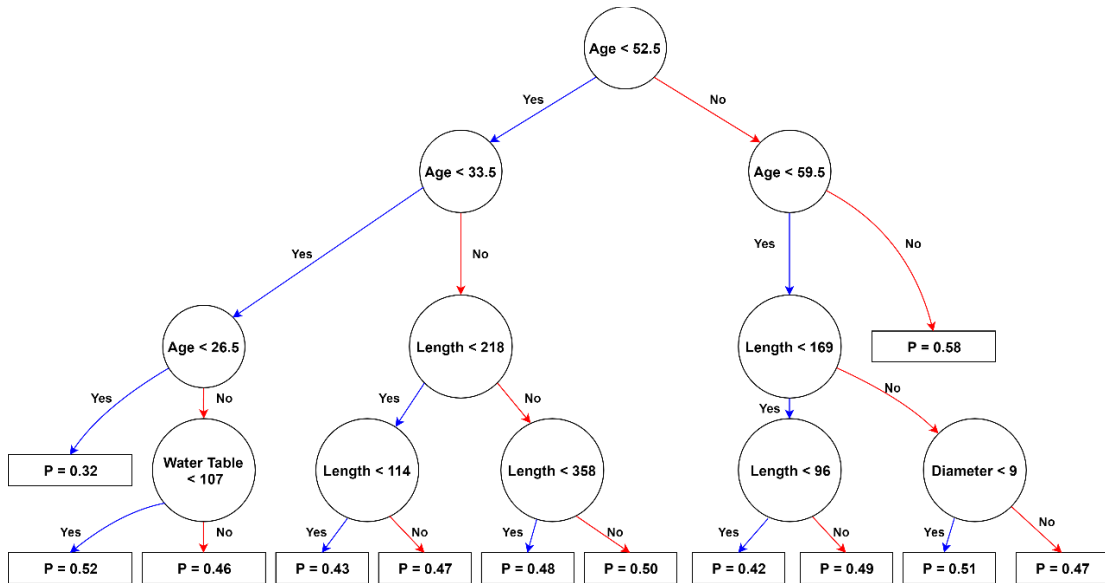 Age < 52.5
Yes
No
Age < 33.5
Age < 59.5
Yes
No
Yes
No
Age < 26.5
Length < 218
Length < 169
P = 0.58
Yes
No
Yes
No
Yes
No
P = 0.32
Water Table
< 107
Length < 114
Length < 358
Length < 96
Diameter < 9
Yes
No
Yes
No
Yes
No
Yes
No
Yes
No
P = 0.52
P = 0.46
P = 0.43
P = 0.47
P = 0.48
P = 0.50
P = 0.42
P = 0.49
P = 0.51
P = 0.47